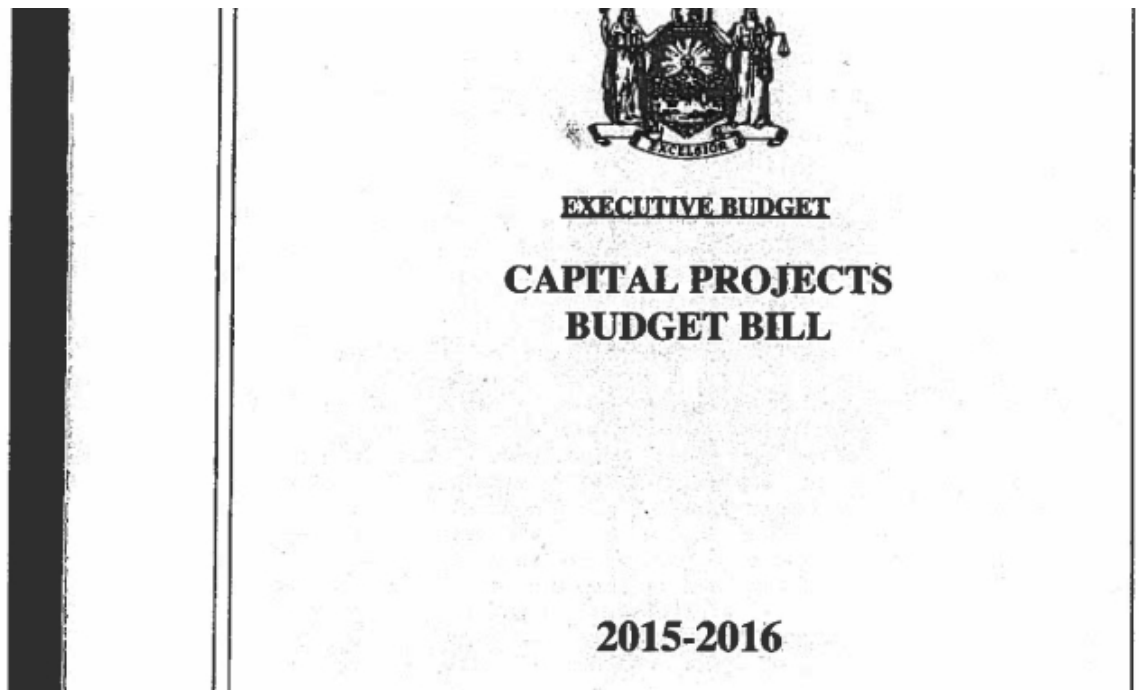 EXCELSIOR
EXECUTIVE BUDGET
CAPITAL PROJECTS
BUDGET BILL
2015-2016